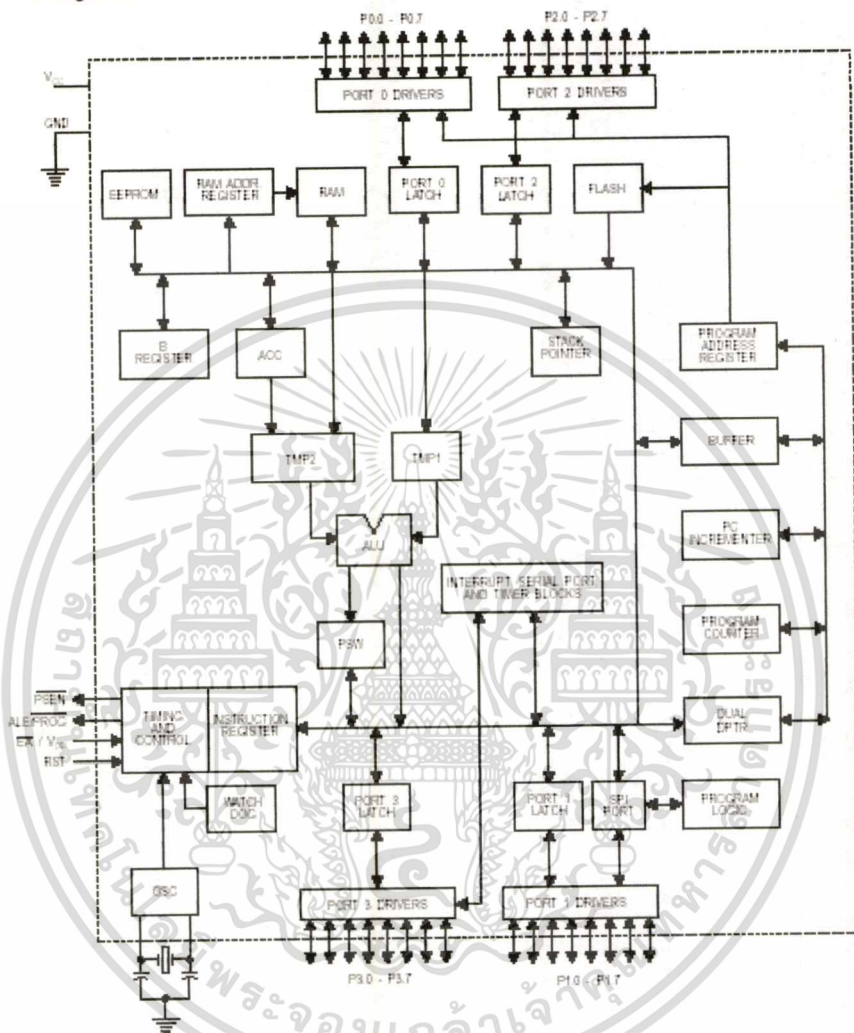 P0.0 - P0.7
P2.0 - P2.7
VCC
PORT 0 DRIVERS
PORT 2 DRIVERS
GND
EEPROM
RAM ADDR.
REGISTER
RAM
PORT 0
LATCH
PORT 2
LATCH
FLASH
B
REGISTER
ACC
STACK
POINTER
PROGRAM
ADDRESS
REGISTER
TMP2
TMP1
BUFFER
ALU
PC
INCREMENTER
INTERRUPT, SERIAL PORT,
AND TIMER BLOCKS
PSW
PROGRAM
COUNTER
PSEN
ALE/PROG
EA / VPP
RST
TIMING
AND
CONTROL
INSTRUCTION
REGISTER
DUAL
DPTR
WATCH
DOG
PORT 3
LATCH
PORT 1
LATCH
SPI
PORT
PROGRAM
LOGIC
OSC
PORT 3 DRIVERS
PORT 1 DRIVERS
P3.0 - P3.7
P1.0 - P1.7